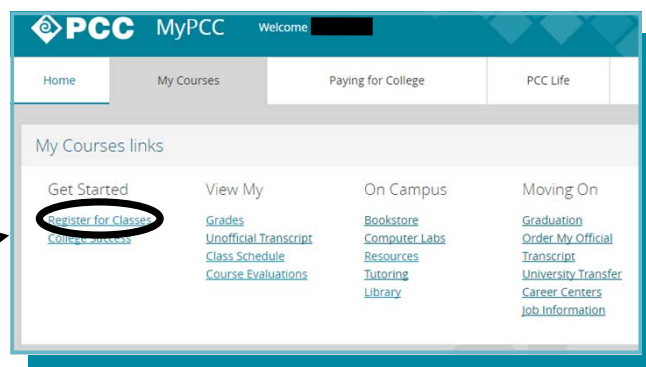 PCC MyPCC Welcome
Home My Courses Paying for College PCC Life
My Courses links
Get Started View My On Campus Moving On
Register for Classes Grades Bookstore Graduation
College Success Unofficial Transcript Computer Labs Order My Official
Class Schedule Resources Transcript
Course Evaluations Tutoring University Transfer
Library Career Centers
Job Information